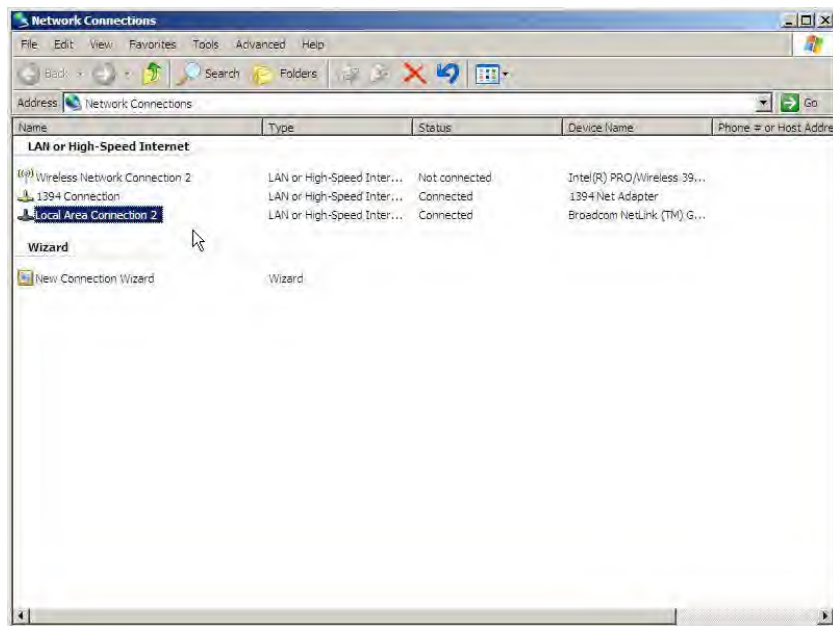 Network Connections
File Edit View Favorites Tools Advanced Help
Back Search Folders
Address Network Connections Go
Name Type Status Device Name Phone # or Host Addre
LAN or High-Speed Internet
Wireless Network Connection 2 LAN or High-Speed Inter... Not connected Intel(R) PRO/Wireless 39...
1394 Connection LAN or High-Speed Inter... Connected 1394 Net Adapter
Local Area Connection 2 LAN or High-Speed Inter... Connected Broadcom NetLink (TM) G...
Wizard
New Connection Wizard Wizard